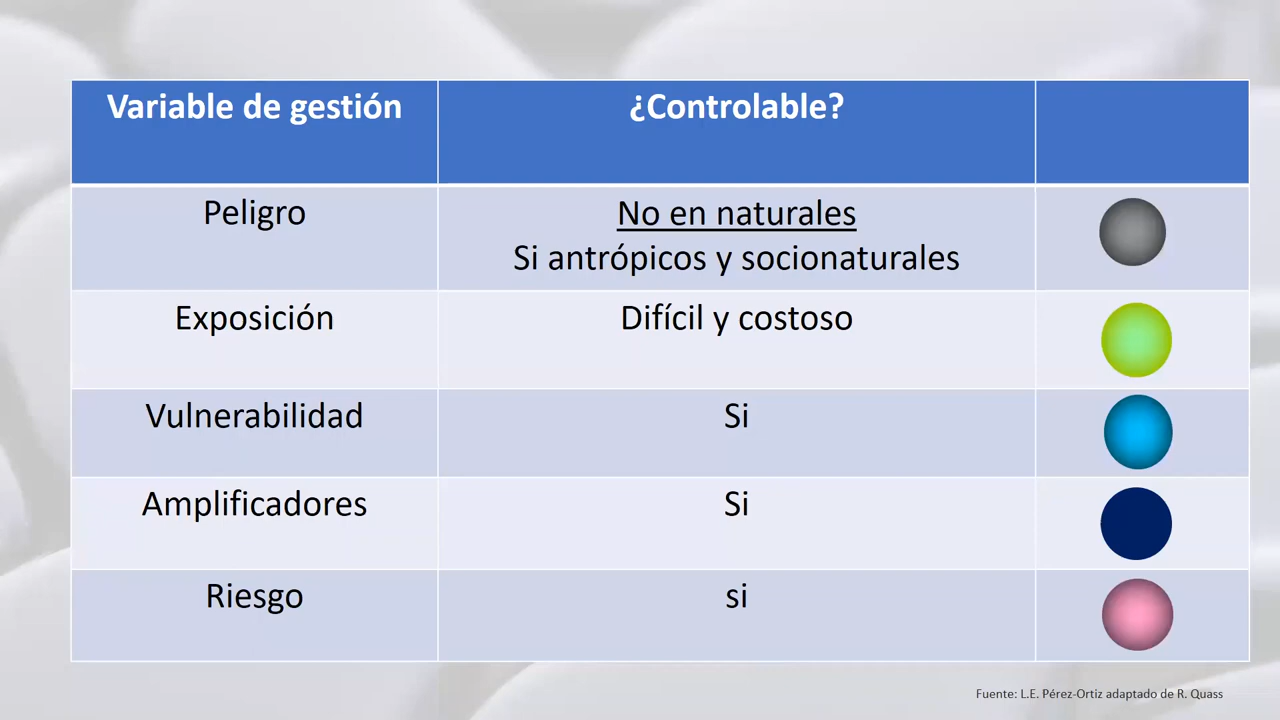 Variable de gestión
¿Controlable?
Peligro
No en naturales
Si antrópicos y socionaturales
Exposición
Difícil y costoso
Vulnerabilidad
Si
Amplificadores
Si
Riesgo
si
Fuente: L.E. Pérez-Ortiz adaptado de R. Quass